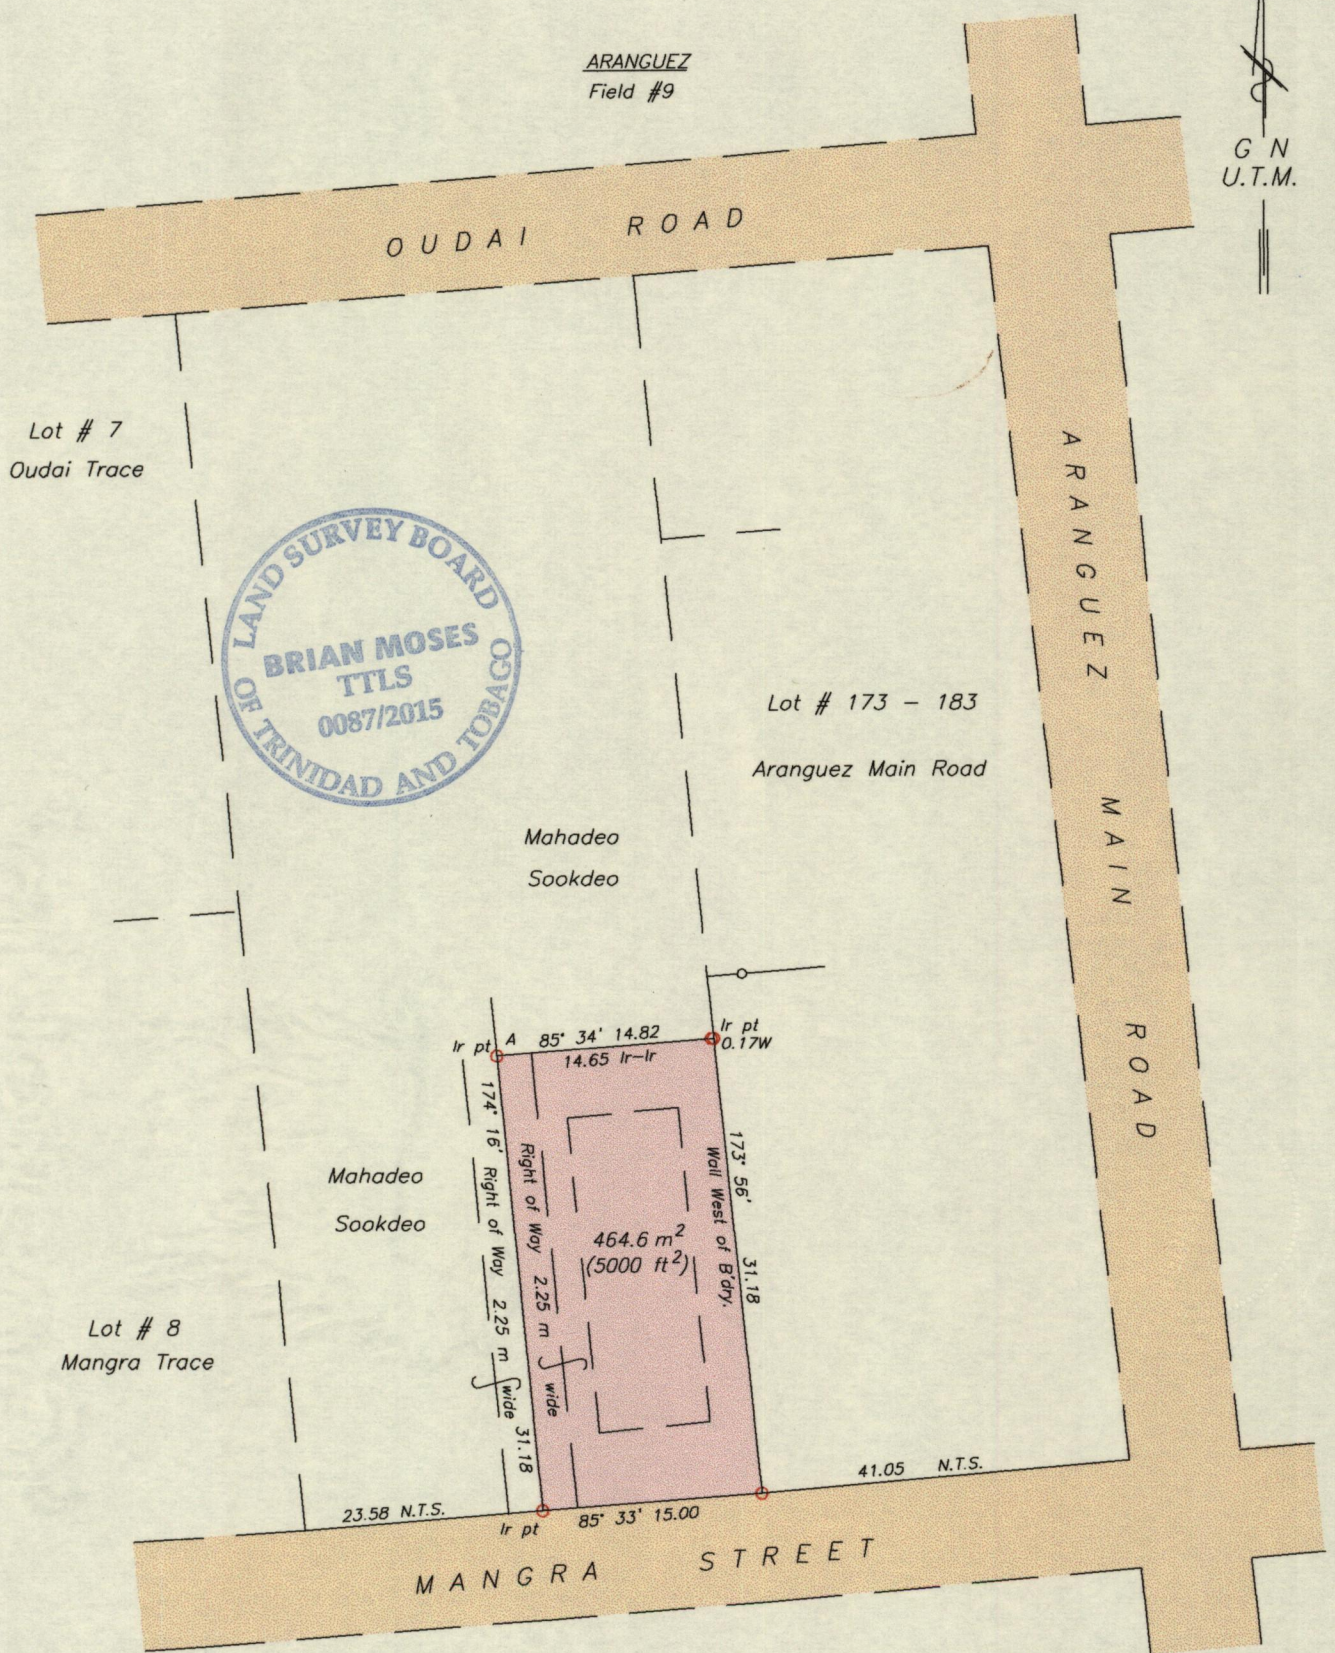 ARANGUEZ
Field #9
G N
U.T.M.
OUDAI ROAD
Lot # 7
Oudai Trace
LAND SURVEY BOARD
BRIAN MOSES
TTLS
0087/2015
OF TRINIDAD AND TOBAGO
ARANGUEZ MAIN ROAD
Lot # 173 - 183
Aranguez Main Road
Mahadeo
Sookdeo
Ir pt
A
85° 34' 14.82
14.65 Ir-Ir
Ir pt
0.17W
174° 16' Right of Way 2.25 m wide 31.18
Right of Way 2.25 m wide
173° 56' 31.18
Wall West of B'dry.
464.6 m²
(5000 ft²)
Mahadeo
Sookdeo
Lot # 8
Mangra Trace
23.58 N.T.S.
Ir pt
85° 33' 15.00
41.05 N.T.S.
MANGRA STREET